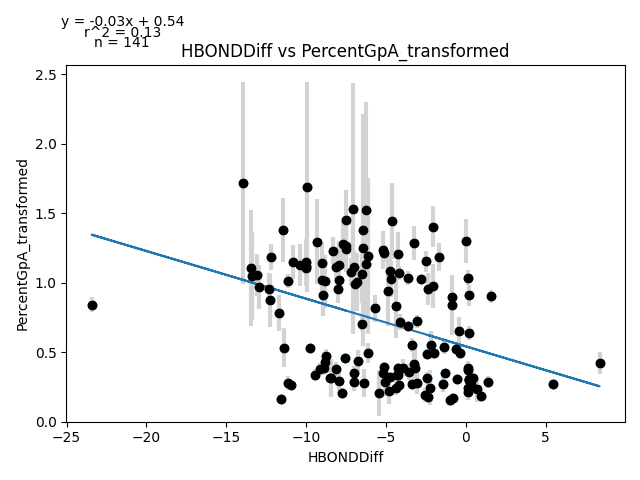 y = -0.03x + 0.54
r^2 = 0.13
n = 141
HBONDDiff vs PercentGpA_transformed
2.5
2.0
1.5
1.0
0.5
0.0
PercentGpA_transformed
−25 −20 −15 −10 −5 0 5
HBONDDiff